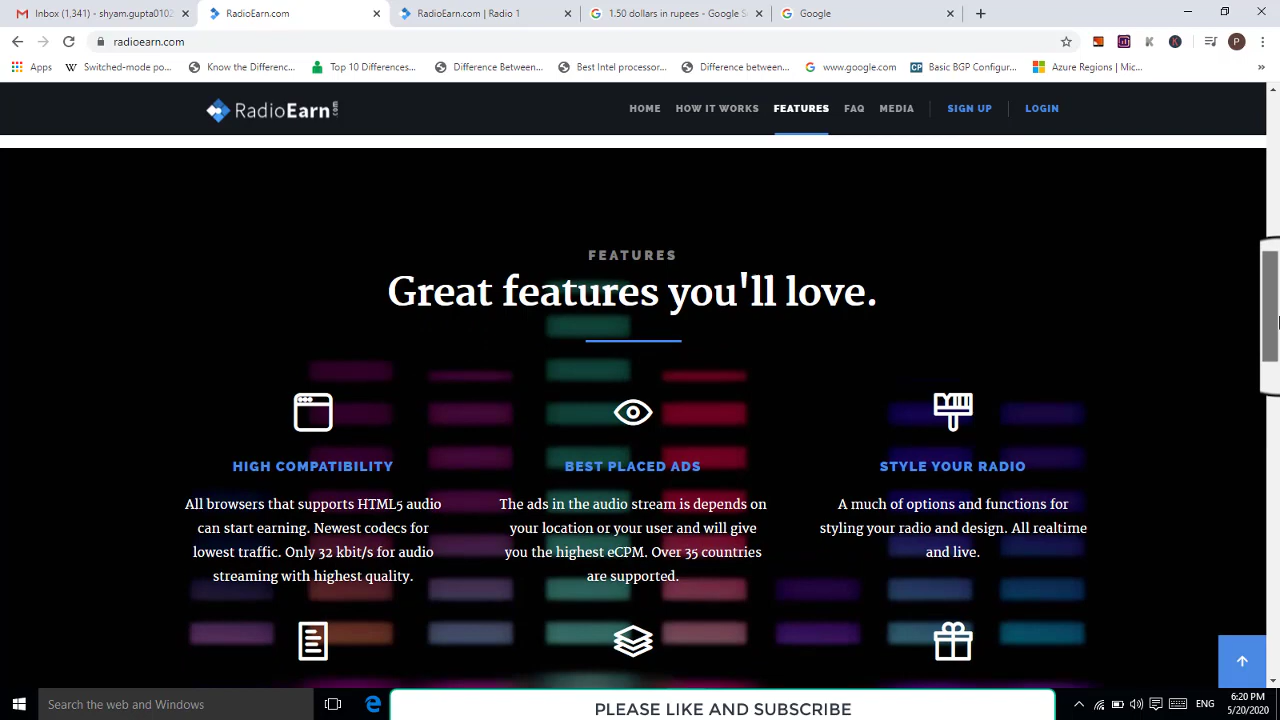 Inbox (1,341) - shyam.gupta010
RadioEarn.com
RadioEarn.com | Radio 1
1.50 dollars in rupees - Google S
Google
radioearn.com
P
Apps
Switched-mode po...
Know the Differenc...
Top 10 Differences...
Difference Between...
Best Intel processor...
Difference between...
www.google.com
CP Basic BGP Configur...
Azure Regions | Mic...
»
RadioEarn.com
HOME HOW IT WORKS FEATURES FAQ MEDIA SIGN UP LOGIN
FEATURES
Great features you'll love.
HIGH COMPATIBILITY
All browsers that supports HTML5 audio
can start earning. Newest codecs for
lowest traffic. Only 32 kbit/s for audio
streaming with highest quality.
BEST PLACED ADS
The ads in the audio stream is depends on
your location or your user and will give
you the highest eCPM. Over 35 countries
are supported.
STYLE YOUR RADIO
A much of options and functions for
styling your radio and design. All realtime
and live.
Search the web and Windows
PLEASE LIKE AND SUBSCRIBE
ENG
6:20 PM
5/20/2020